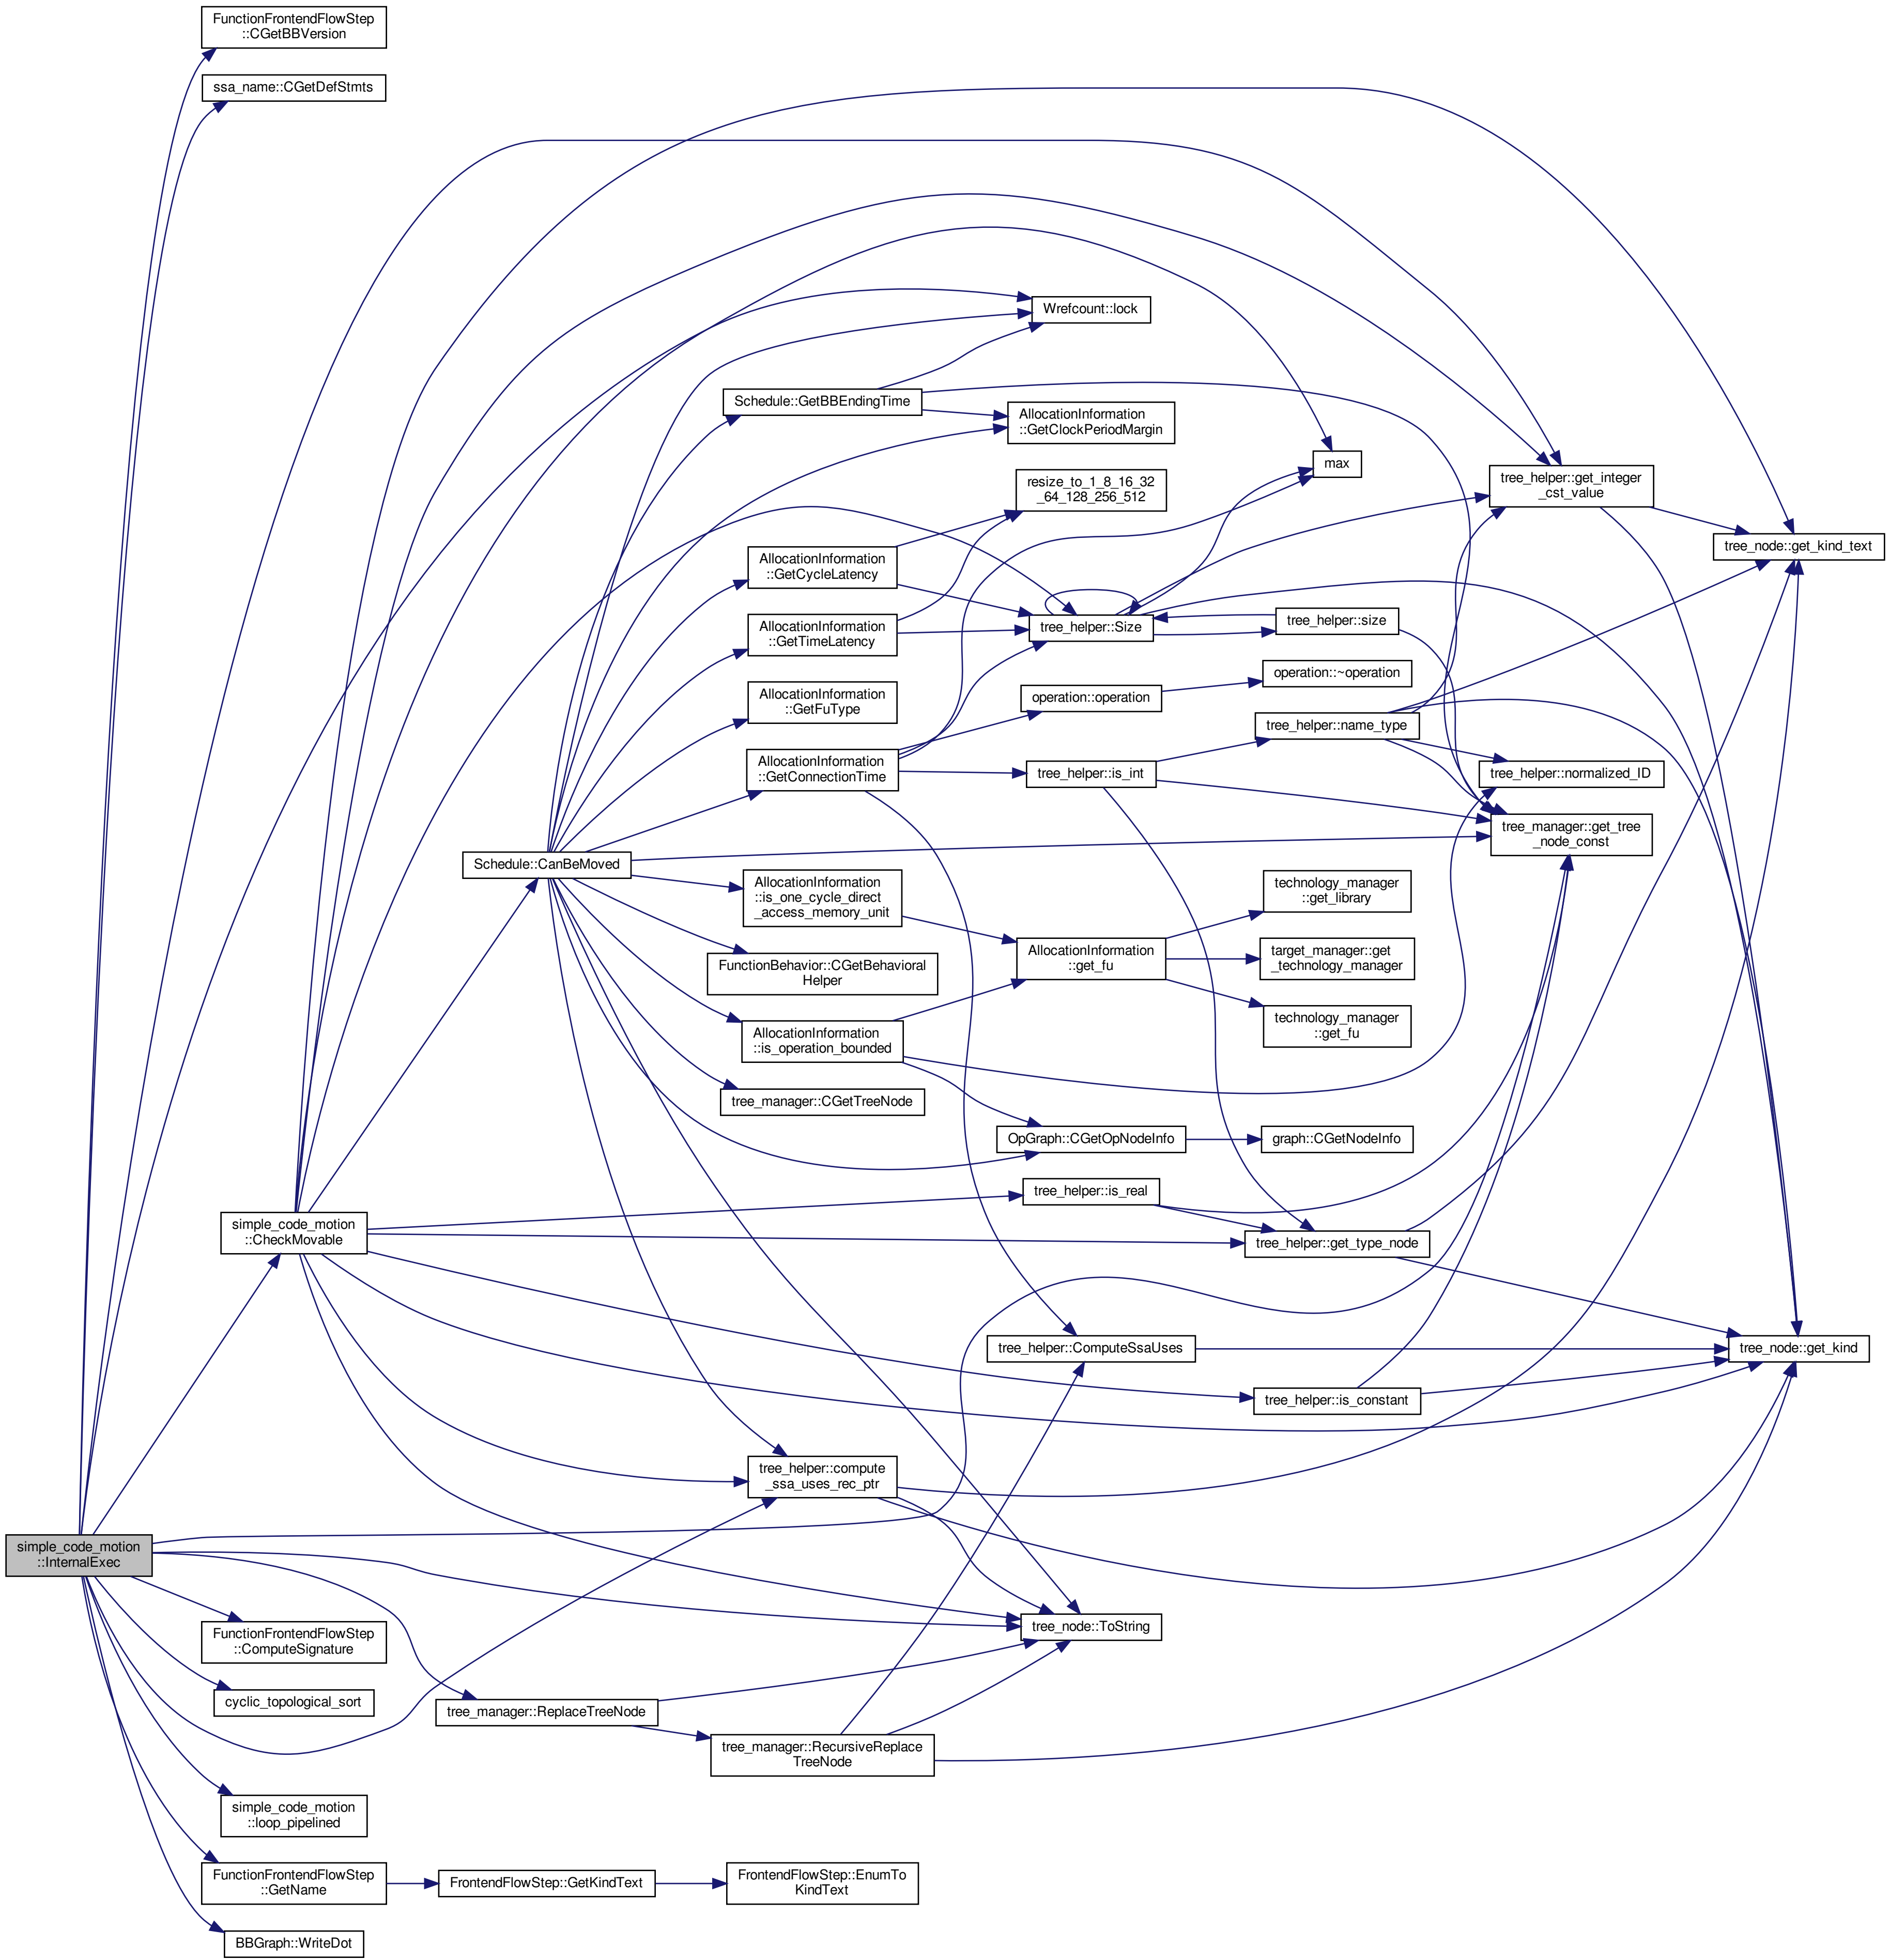 FunctionFrontendFlowStep
::CGetBBVersion
ssa_name::CGetDefStmts
Wrefcount::lock
Schedule::GetBBEndingTime
AllocationInformation
::GetClockPeriodMargin
max
resize_to_1_8_16_32
_64_128_256_512
tree_helper::get_integer
_cst_value
tree_node::get_kind_text
AllocationInformation
::GetCycleLatency
AllocationInformation
::GetTimeLatency
tree_helper::Size
tree_helper::size
operation::~operation
AllocationInformation
::GetFuType
operation::operation
tree_helper::name_type
AllocationInformation
::GetConnectionTime
tree_helper::is_int
tree_helper::normalized_ID
tree_manager::get_tree
_node_const
Schedule::CanBeMoved
AllocationInformation
::is_one_cycle_direct
_access_memory_unit
technology_manager
::get_library
FunctionBehavior::CGetBehavioral
Helper
AllocationInformation
::get_fu
target_manager::get
_technology_manager
AllocationInformation
::is_operation_bounded
technology_manager
::get_fu
tree_manager::CGetTreeNode
OpGraph::CGetOpNodeInfo
graph::CGetNodeInfo
tree_helper::is_real
simple_code_motion
::CheckMovable
tree_helper::get_type_node
tree_helper::ComputeSsaUses
tree_node::get_kind
tree_helper::is_constant
tree_helper::compute
_ssa_uses_rec_ptr
simple_code_motion
::InternalExec
FunctionFrontendFlowStep
::ComputeSignature
tree_node::ToString
cyclic_topological_sort
tree_manager::ReplaceTreeNode
tree_manager::RecursiveReplace
TreeNode
simple_code_motion
::loop_pipelined
FunctionFrontendFlowStep
::GetName
FrontendFlowStep::GetKindText
FrontendFlowStep::EnumTo
KindText
BBGraph::WriteDot